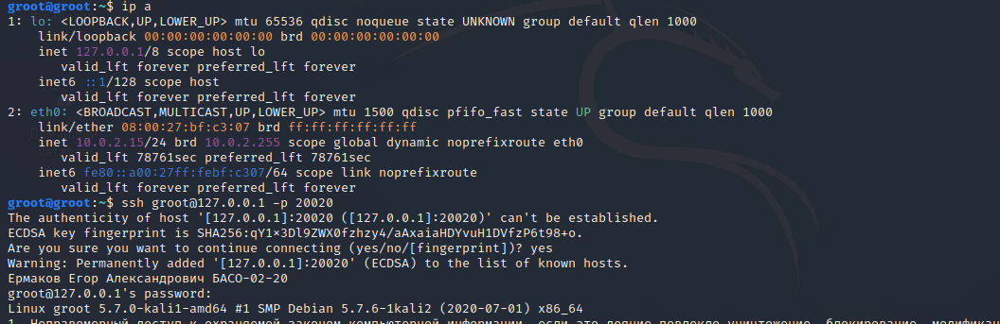 groot@groot:~$ ip a
1: lo: <LOOPBACK,UP,LOWER_UP> mtu 65536 qdisc noqueue state UNKNOWN group default qlen 1000
    link/loopback 00:00:00:00:00:00 brd 00:00:00:00:00:00
    inet 127.0.0.1/8 scope host lo
       valid_lft forever preferred_lft forever
    inet6 ::1/128 scope host
       valid_lft forever preferred_lft forever
2: eth0: <BROADCAST,MULTICAST,UP,LOWER_UP> mtu 1500 qdisc pfifo_fast state UP group default qlen 1000
    link/ether 08:00:27:bf:c3:07 brd ff:ff:ff:ff:ff:ff
    inet 10.0.2.15/24 brd 10.0.2.255 scope global dynamic noprefixroute eth0
       valid_lft 78761sec preferred_lft 78761sec
    inet6 fe80::a00:27ff:febf:c307/64 scope link noprefixroute
       valid_lft forever preferred_lft forever
groot@groot:~$ ssh groot@127.0.0.1 -p 20020
The authenticity of host '[127.0.0.1]:20020 ([127.0.0.1]:20020)' can't be established.
ECDSA key fingerprint is SHA256:qY1×3Dl9ZWX0fzhzy4/aAxaiaHDYvuH1DVfzP6t98+o.
Are you sure you want to continue connecting (yes/no/[fingerprint])? yes
Warning: Permanently added '[127.0.0.1]:20020' (ECDSA) to the list of known hosts.
Ермаков Егор Александрович БАСО-02-20
groot@127.0.0.1's password:
Linux groot 5.7.0-kali1-amd64 #1 SMP Debian 5.7.6-1kali2 (2020-07-01) x86_64
1. Неправомерный доступ к охраняемой законом компьютерной информации, если это деяние повлекло уничтожение, блокирование,